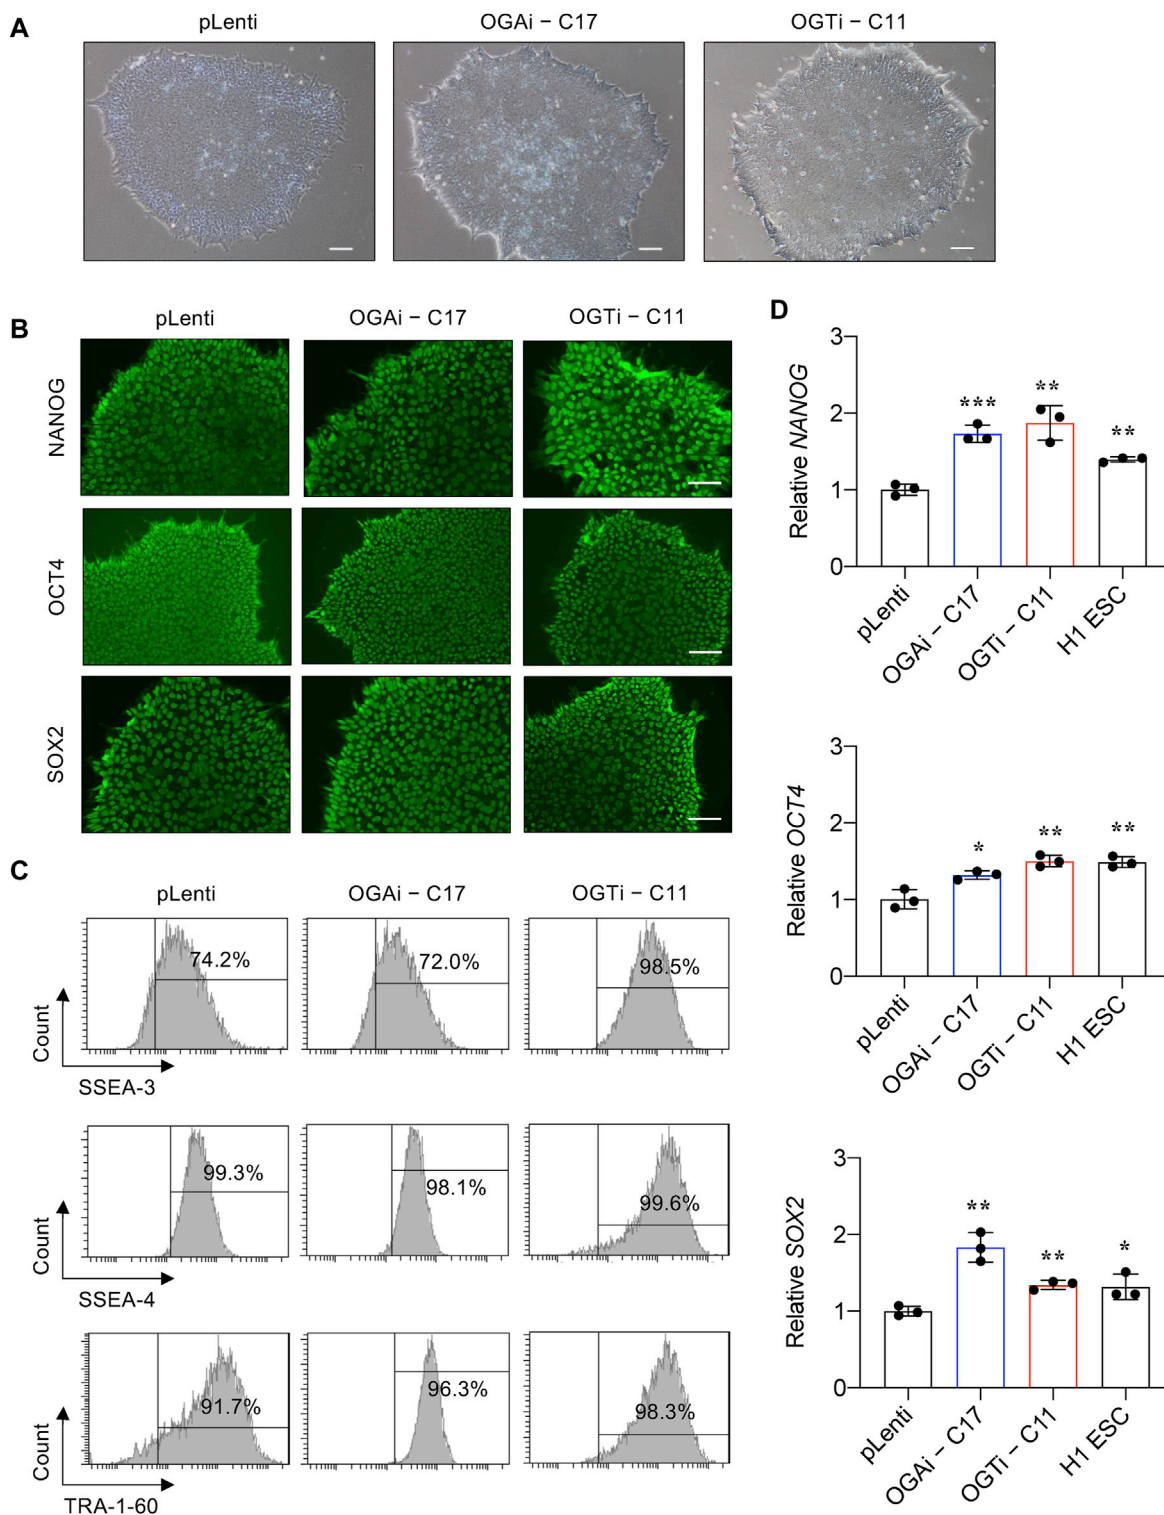 A
pLenti
OGAi – C17
OGTi – C11
B
pLenti
OGAi – C17
OGTi – C11
NANOG
OCT4
SOX2
C
pLenti
OGAi – C17
OGTi – C11
74.2%
72.0%
98.5%
Count
SSEA-3
99.3%
98.1%
99.6%
Count
SSEA-4
91.7%
96.3%
98.3%
Count
TRA-1-60
D
Relative NANOG
3
2
1
0
***
**
**
pLenti
OGAi – C17
OGTi – C11
H1 ESC
Relative OCT4
3
2
1
0
*
**
**
pLenti
OGAi – C17
OGTi – C11
H1 ESC
Relative SOX2
3
2
1
0
**
**
*
pLenti
OGAi – C17
OGTi – C11
H1 ESC